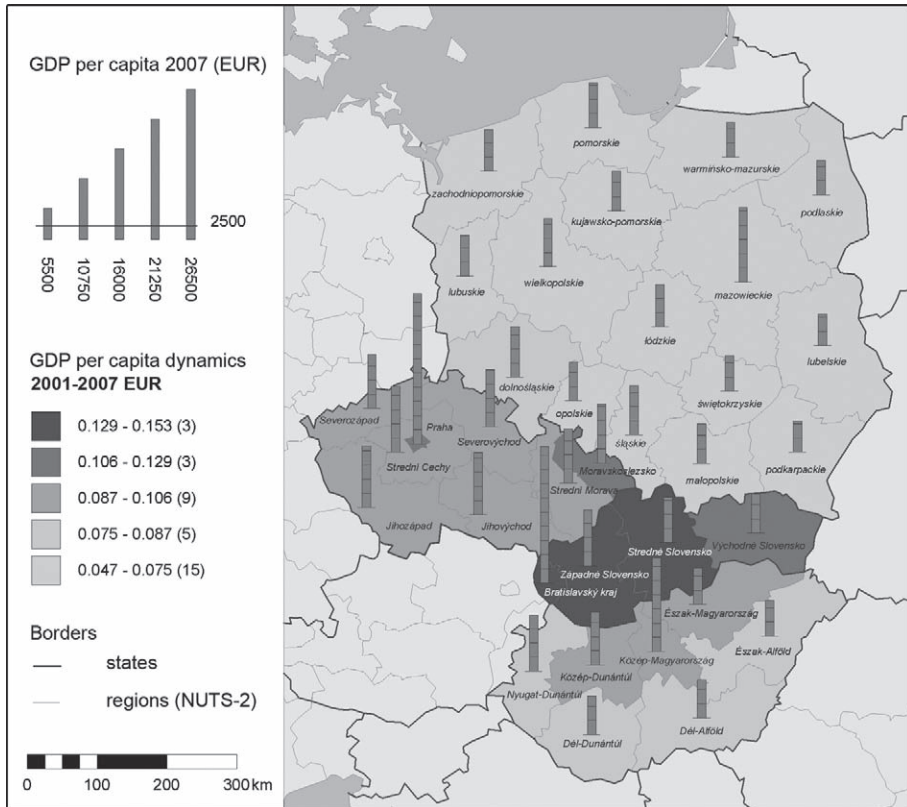 GDP per capita 2007 (EUR)
2500
5500
10750
16000
21250
26500
GDP per capita dynamics
2001-2007 EUR
0.129 - 0.153 (3)
0.106 - 0.129 (3)
0.087 - 0.106 (9)
0.075 - 0.087 (5)
0.047 - 0.075 (15)
Borders
states
regions (NUTS-2)
0 100 200 300 km
pomorskie
warmińsko-mazurskie
zachodniopomorskie
podlaskie
kujawsko-pomorskie
wielkopolskie
mazowieckie
lubuskie
łódzkie
lubelskie
dolnośląskie
świętokrzyskie
opolskie
Severozápad
Praha
Severovýchod
śląskie
Strední Cechy
Moravskoslezsko
małopolskie
podkarpackie
Strední Morava
Jihozápad
Jihovýchod
Stredné Slovensko
Východné Slovensko
Západné Slovensko
Bratislavský kraj
Észak-Magyarország
Észak-Alföld
Közép-Magyarország
Közép-Dunántúl
Nyugat-Dunántúl
Dél-Dunántúl
Dél-Alföld